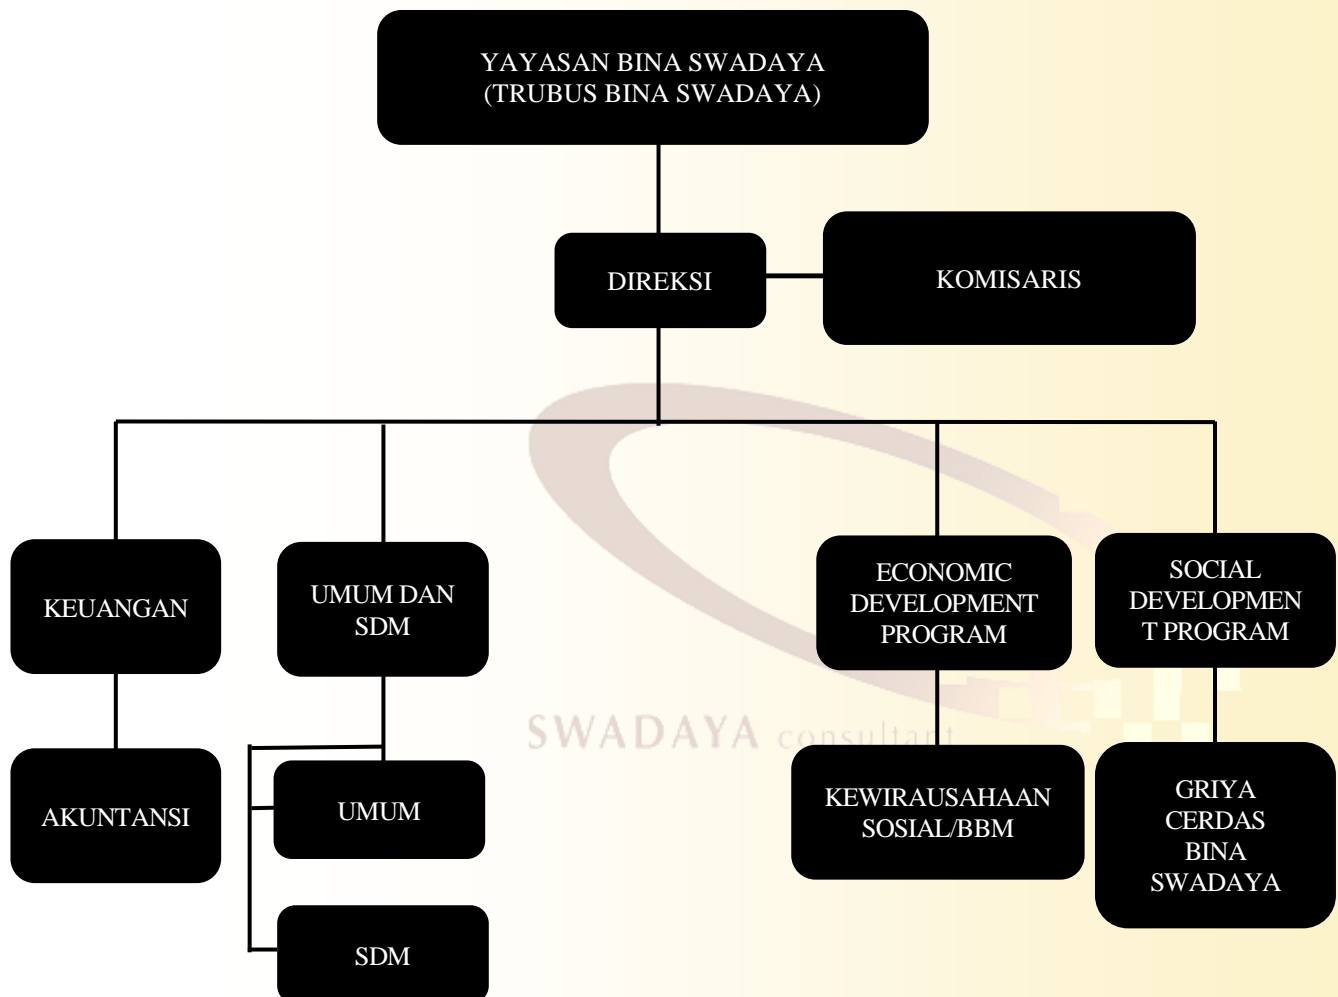 YAYASAN BINA SWADAYA
(TRUBUS BINA SWADAYA)
DIREKSI
KOMISARIS
KEUANGAN
UMUM DAN
SDM
ECONOMIC
DEVELOPMENT
PROGRAM
SOCIAL
DEVELOPMEN
T PROGRAM
SWADAYA consultant
AKUNTANSI
UMUM
KEWIRAUSAHAAN
SOSIAL/BBM
GRIYA
CERDAS
BINA
SWADAYA
SDM